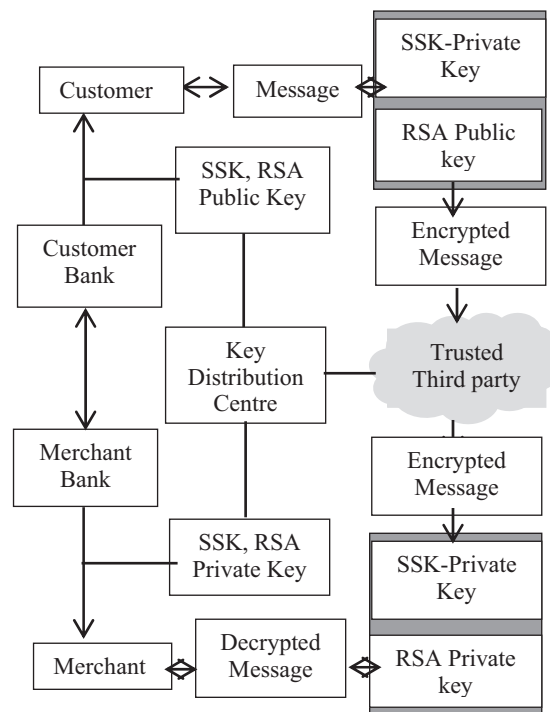 Customer
Message
SSK-Private
Key
RSA Public
key
SSK, RSA
Public Key
Encrypted
Message
Customer
Bank
Key
Distribution
Centre
Trusted
Third party
Merchant
Bank
Encrypted
Message
SSK, RSA
Private Key
SSK-Private
Key
Merchant
Decrypted
Message
RSA Private
key